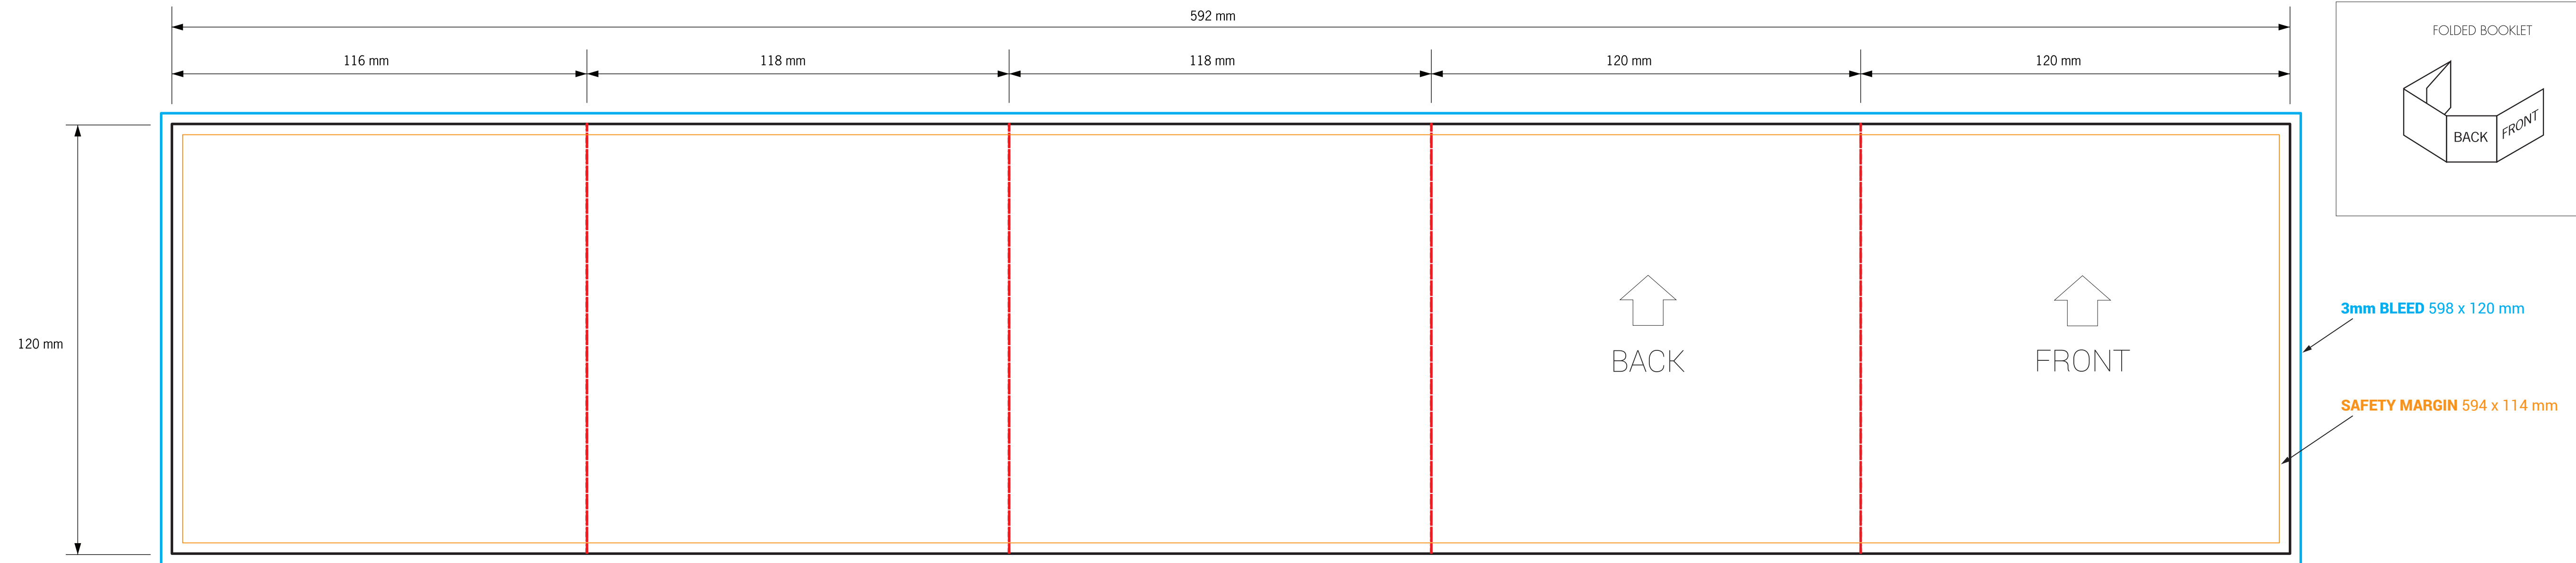 592 mm
FOLDED BOOKLET
116 mm
118 mm
118 mm
120 mm
120 mm
BACK
FRONT
120 mm
BACK
FRONT
3mm BLEED 598 x 120 mm
SAFETY MARGIN 594 x 114 mm